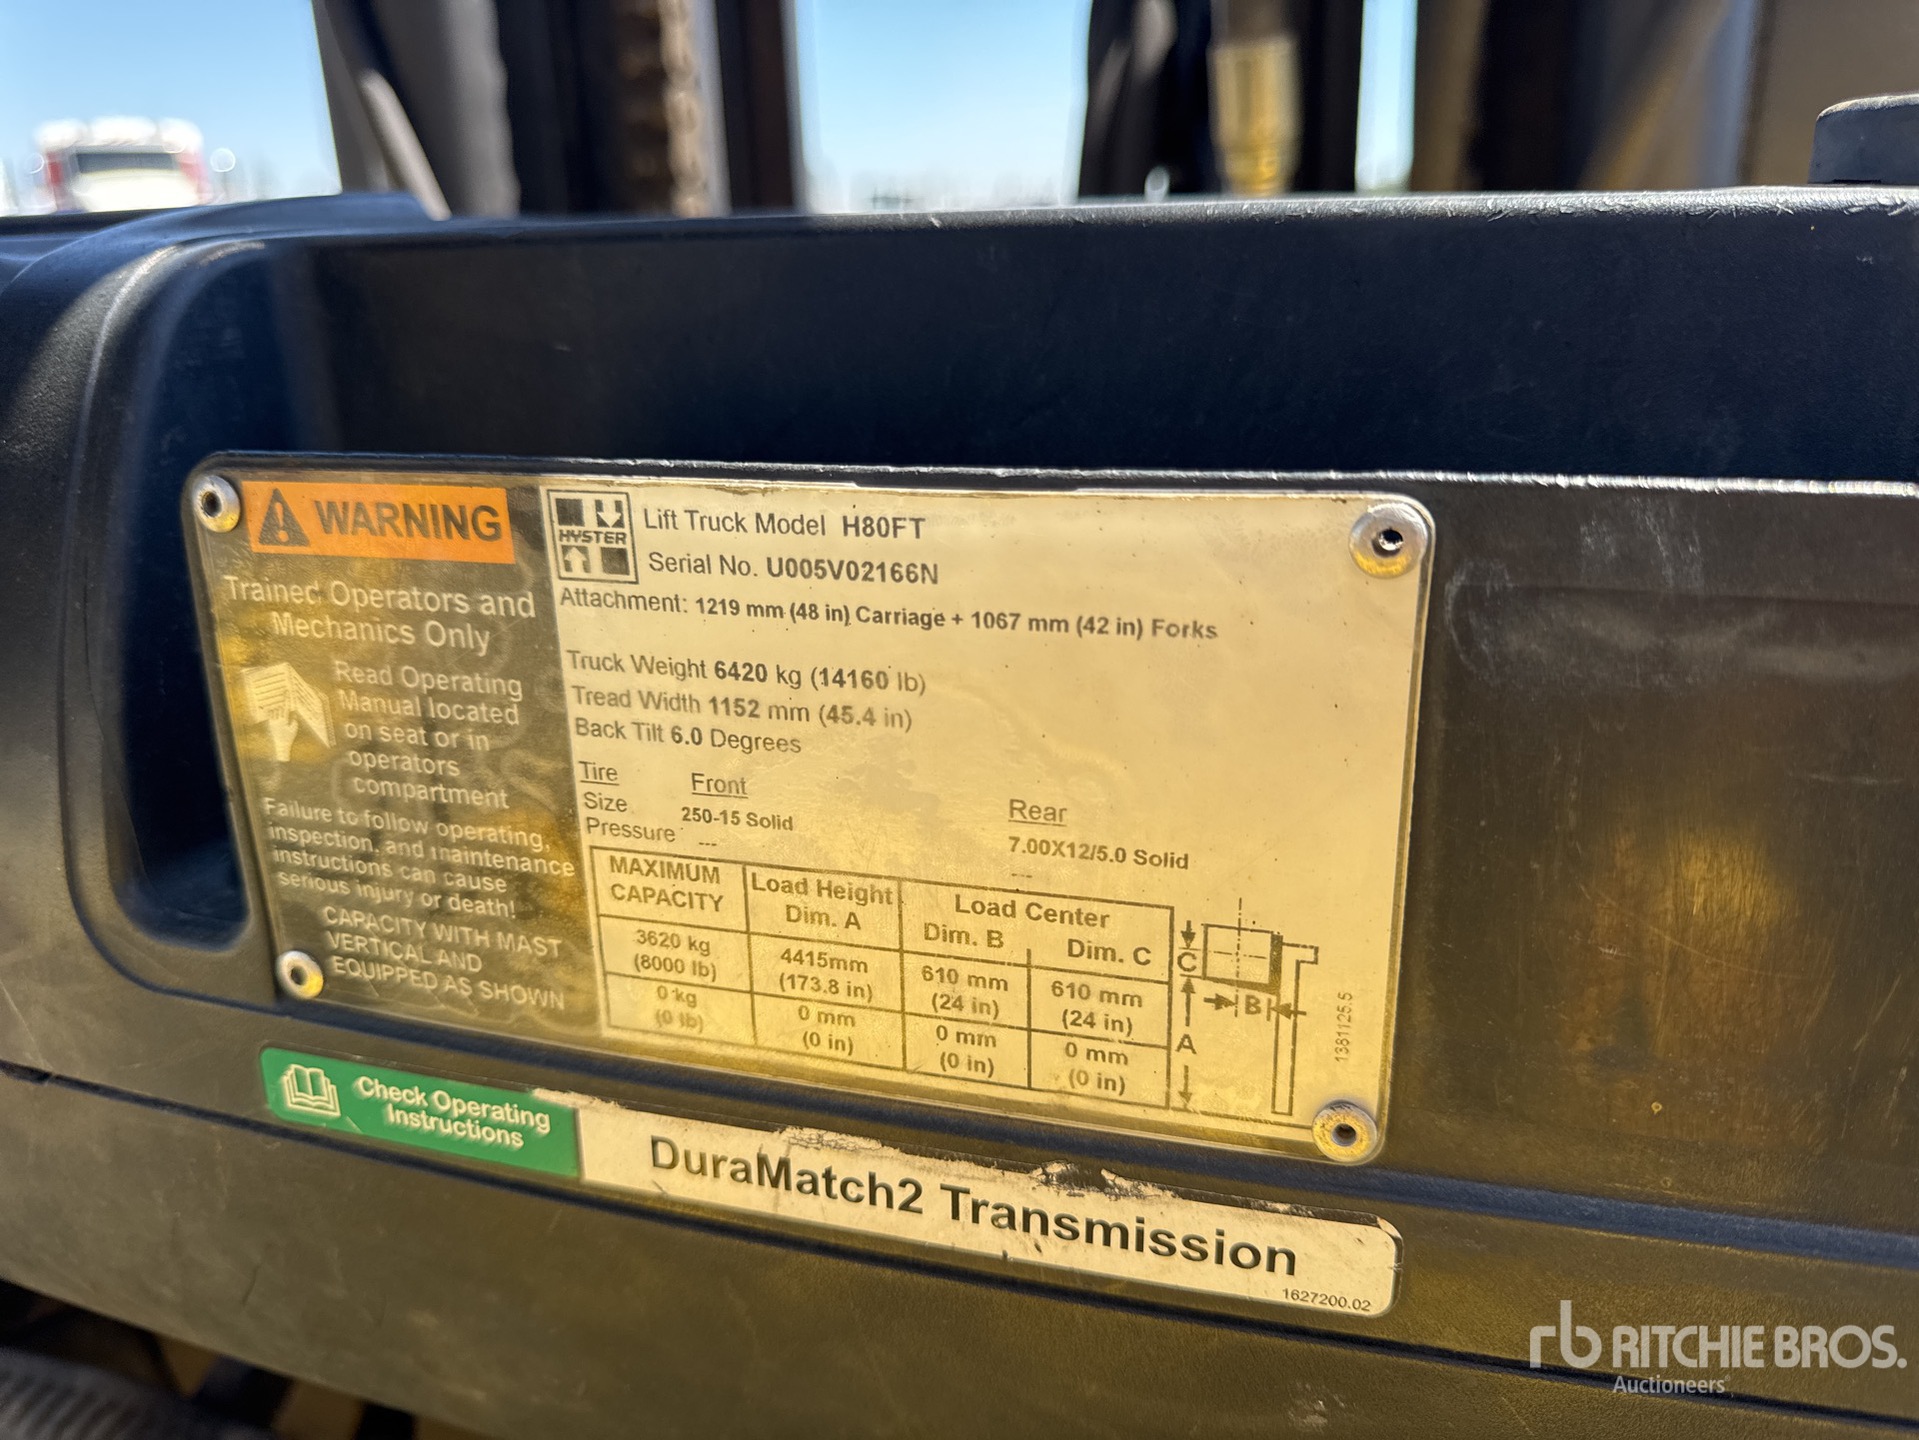 WARNING
Trained Operators and
Mechanics Only
Read Operating
Manual located
on seat or in
operators
compartment
Failure to follow operating,
inspection, and maintenance
instructions can cause
serious injury or death!
CAPACITY WITH MAST
VERTICAL AND
EQUIPPED AS SHOWN
HYSTER
Lift Truck Model H80FT
Serial No. U005V02166N
Attachment: 1219 mm (48 in) Carriage + 1067 mm (42 in) Forks
Truck Weight 6420 kg (14160 lb)
Tread Width 1152 mm (45.4 in)
Back Tilt 6.0 Degrees
Tire Front Rear
Size 250-15 Solid 7.00X12/5.0 Solid
Pressure --- ---
MAXIMUM CAPACITY Load Height Dim. A Load Center Dim. B Dim. C
3620 kg 4415mm 610 mm 610 mm
(8000 lb) (173.8 in) (24 in) (24 in)
0 kg 0 mm 0 mm 0 mm
(0 lb) (0 in) (0 in) (0 in)
C
B
A
1381125.5
Check Operating
Instructions
DuraMatch2 Transmission
1627200.02
rb RITCHIE BROS.
Auctioneers